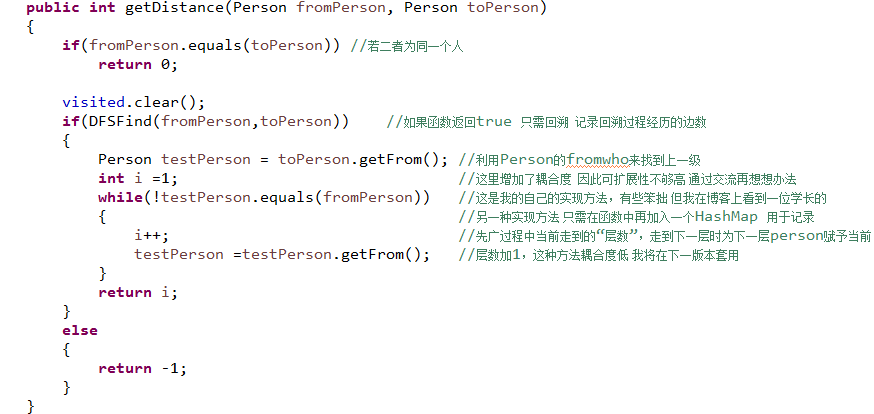 public int getDistance(Person fromPerson, Person toPerson)
{
if(fromPerson.equals(toPerson)) //若二者为同一个人
return 0;
visited.clear();
if(DFSFind(fromPerson,toPerson)) //如果函数返回true 只需回溯 记录回溯过程经历的边数
{
Person testPerson = toPerson.getFrom(); //利用Person的fromwho来找到上一级
int i =1; //这里增加了耦合度 因此可扩展性不够高 通过交流再想想办法
while(!testPerson.equals(fromPerson)) //这是我的自己的实现方法，有些笨拙 但我在博客上看到一位学长的
{ //另一种实现方法 只需在函数中再加入一个HashMap 用于记录
i++; //先广过程中当前走到的“层数”，走到下一层时为下一层person赋予当前
testPerson =testPerson.getFrom(); //层数加1，这种方法耦合度低 我将在下一版本套用
}
return i;
}
else
{
return -1;
}
}